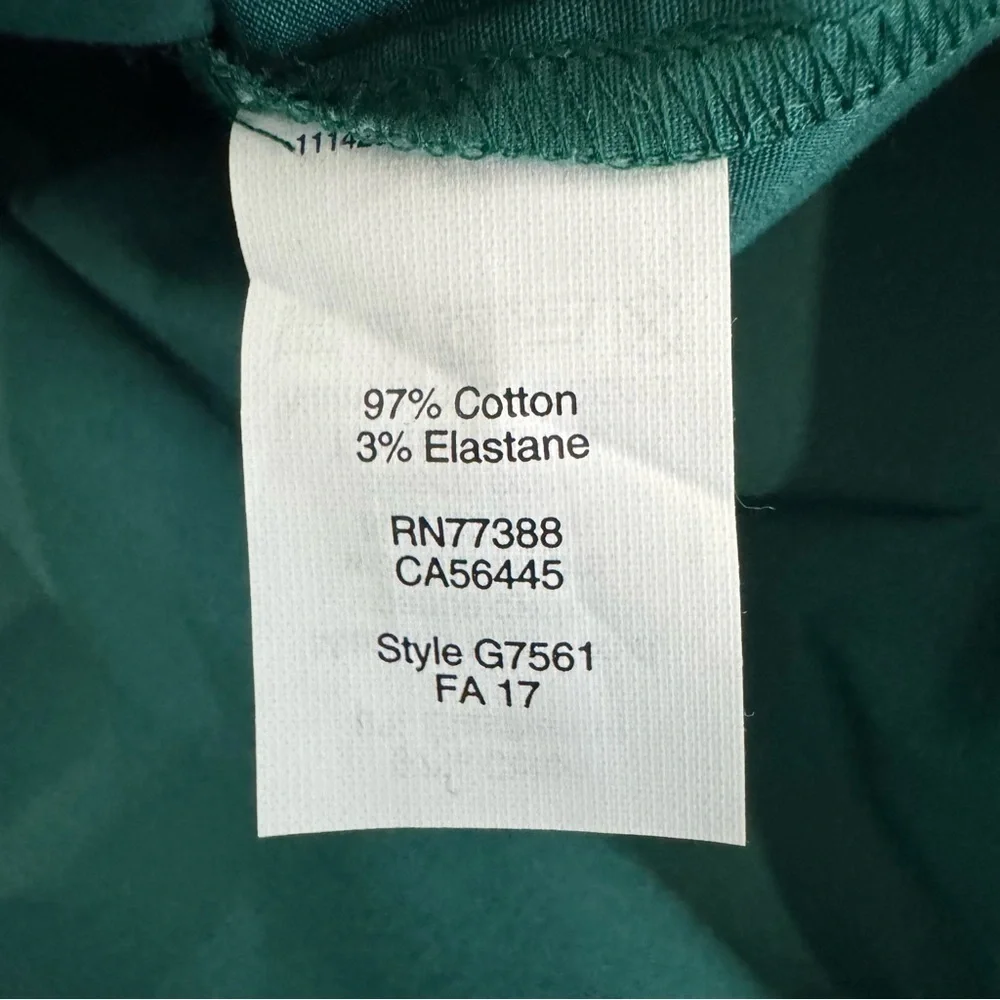 97% Cotton
3% Elastane
RN77388
CA56445
Style G7561
FA 17